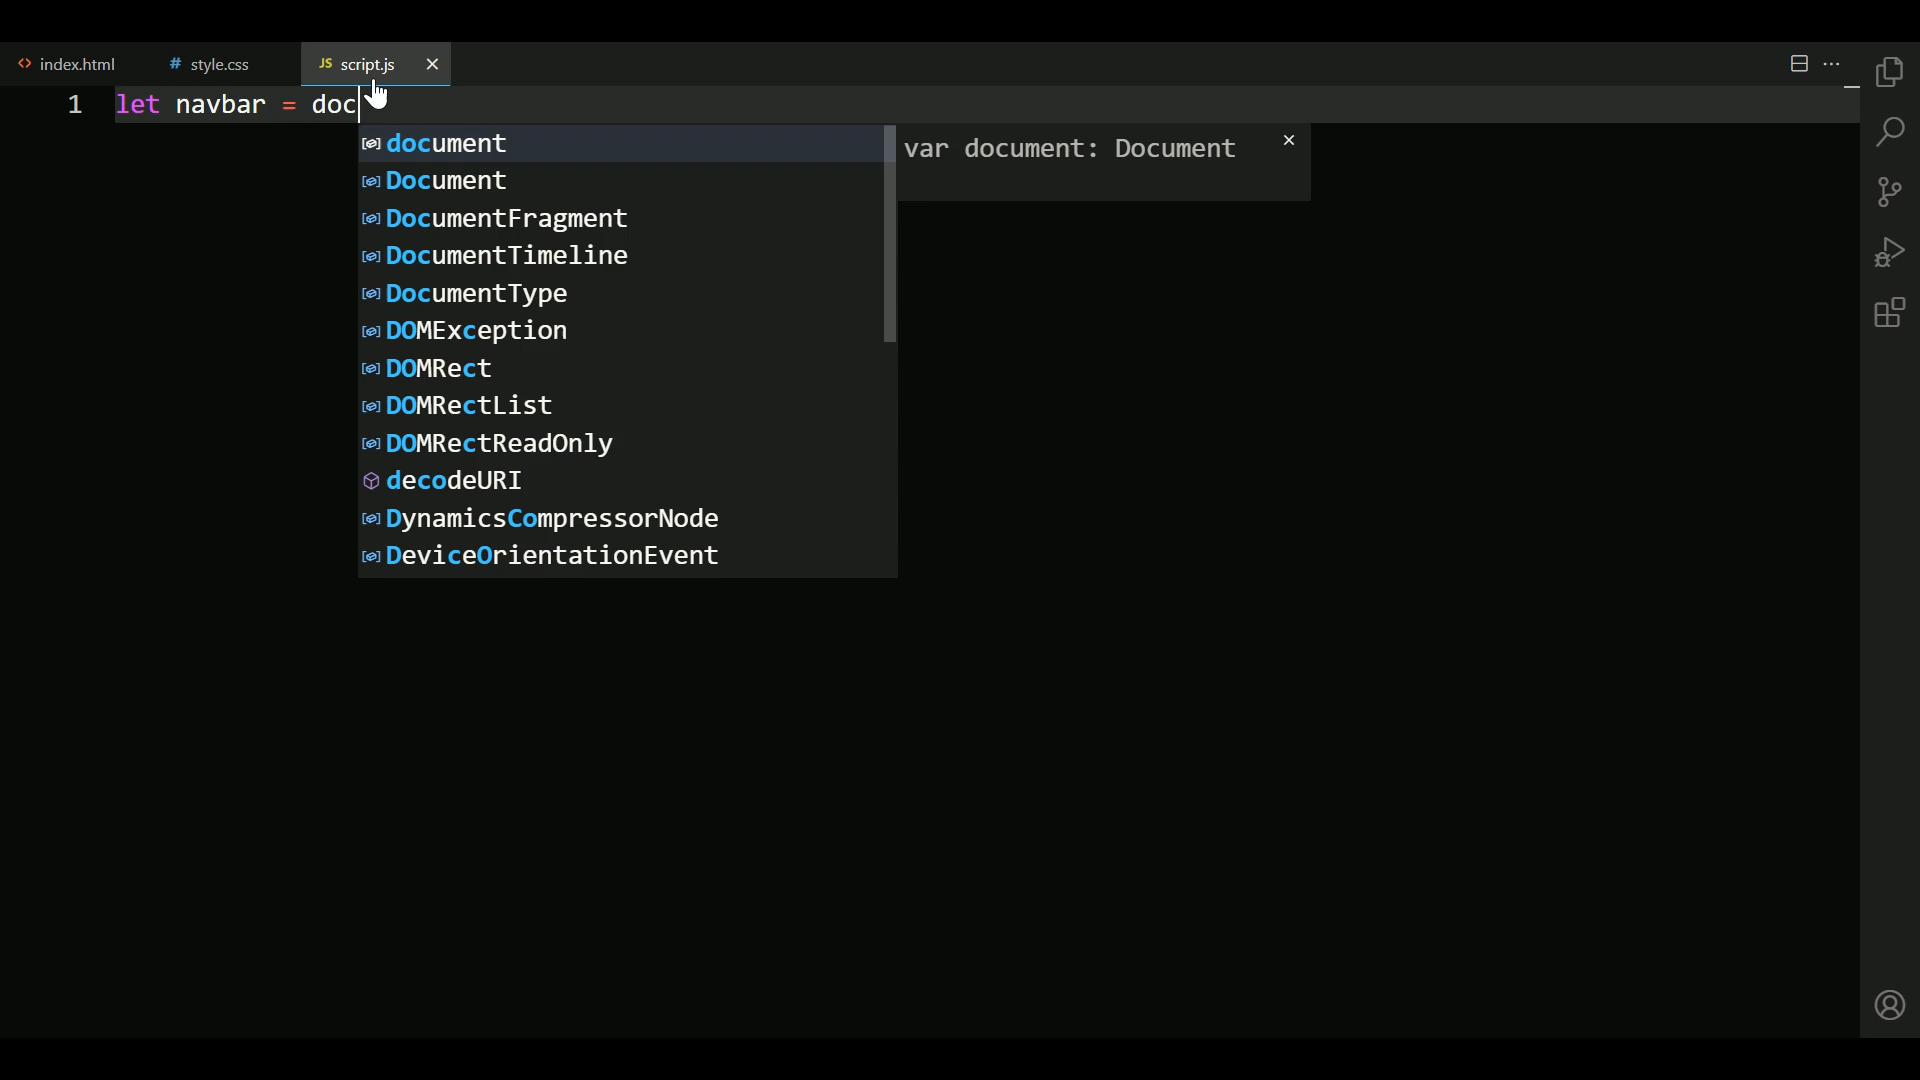 index.html
# style.css
JS script.js
1 let navbar = doc
document
var document: Document
Document
DocumentFragment
DocumentTimeline
DocumentType
DOMException
DOMRect
DOMRectList
DOMRectReadOnly
decodeURI
DynamicsCompressorNode
DeviceOrientationEvent